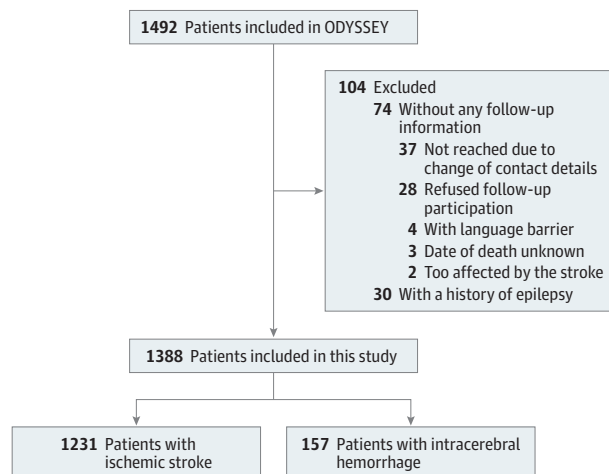 1492 Patients included in ODYSSEY
104 Excluded
74 Without any follow-up
information
37 Not reached due to
change of contact details
28 Refused follow-up
participation
4 With language barrier
3 Date of death unknown
2 Too affected by the stroke
30 With a history of epilepsy
1388 Patients included in this study
1231 Patients with
ischemic stroke
157 Patients with intracerebral
hemorrhage